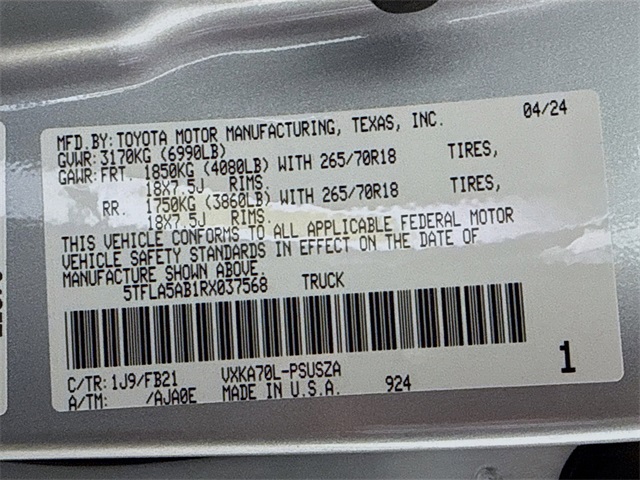 04/24
MFD.BY: TOYOTA MOTOR MANUFACTURING, TEXAS, INC.
GVWR: 3170KG (6990LB)
GAWR: FRT. 1850KG (4080LB) WITH 265/70R18 TIRES,
18X7.5J RIMS.
RR. 1750KG (3860LB) WITH 265/70R18 TIRES,
18X7.5J RIMS.
THIS VEHICLE CONFORMS TO ALL APPLICABLE FEDERAL MOTOR
VEHICLE SAFETY STANDARDS IN EFFECT ON THE DATE OF
MANUFACTURE SHOWN ABOVE.
5TFLA5AB1RX037568 TRUCK
C/TR: 1J9/FB21 VXKA70L-PSUSZA 1
A/TM: /AJA0E MADE IN U.S.A. 924